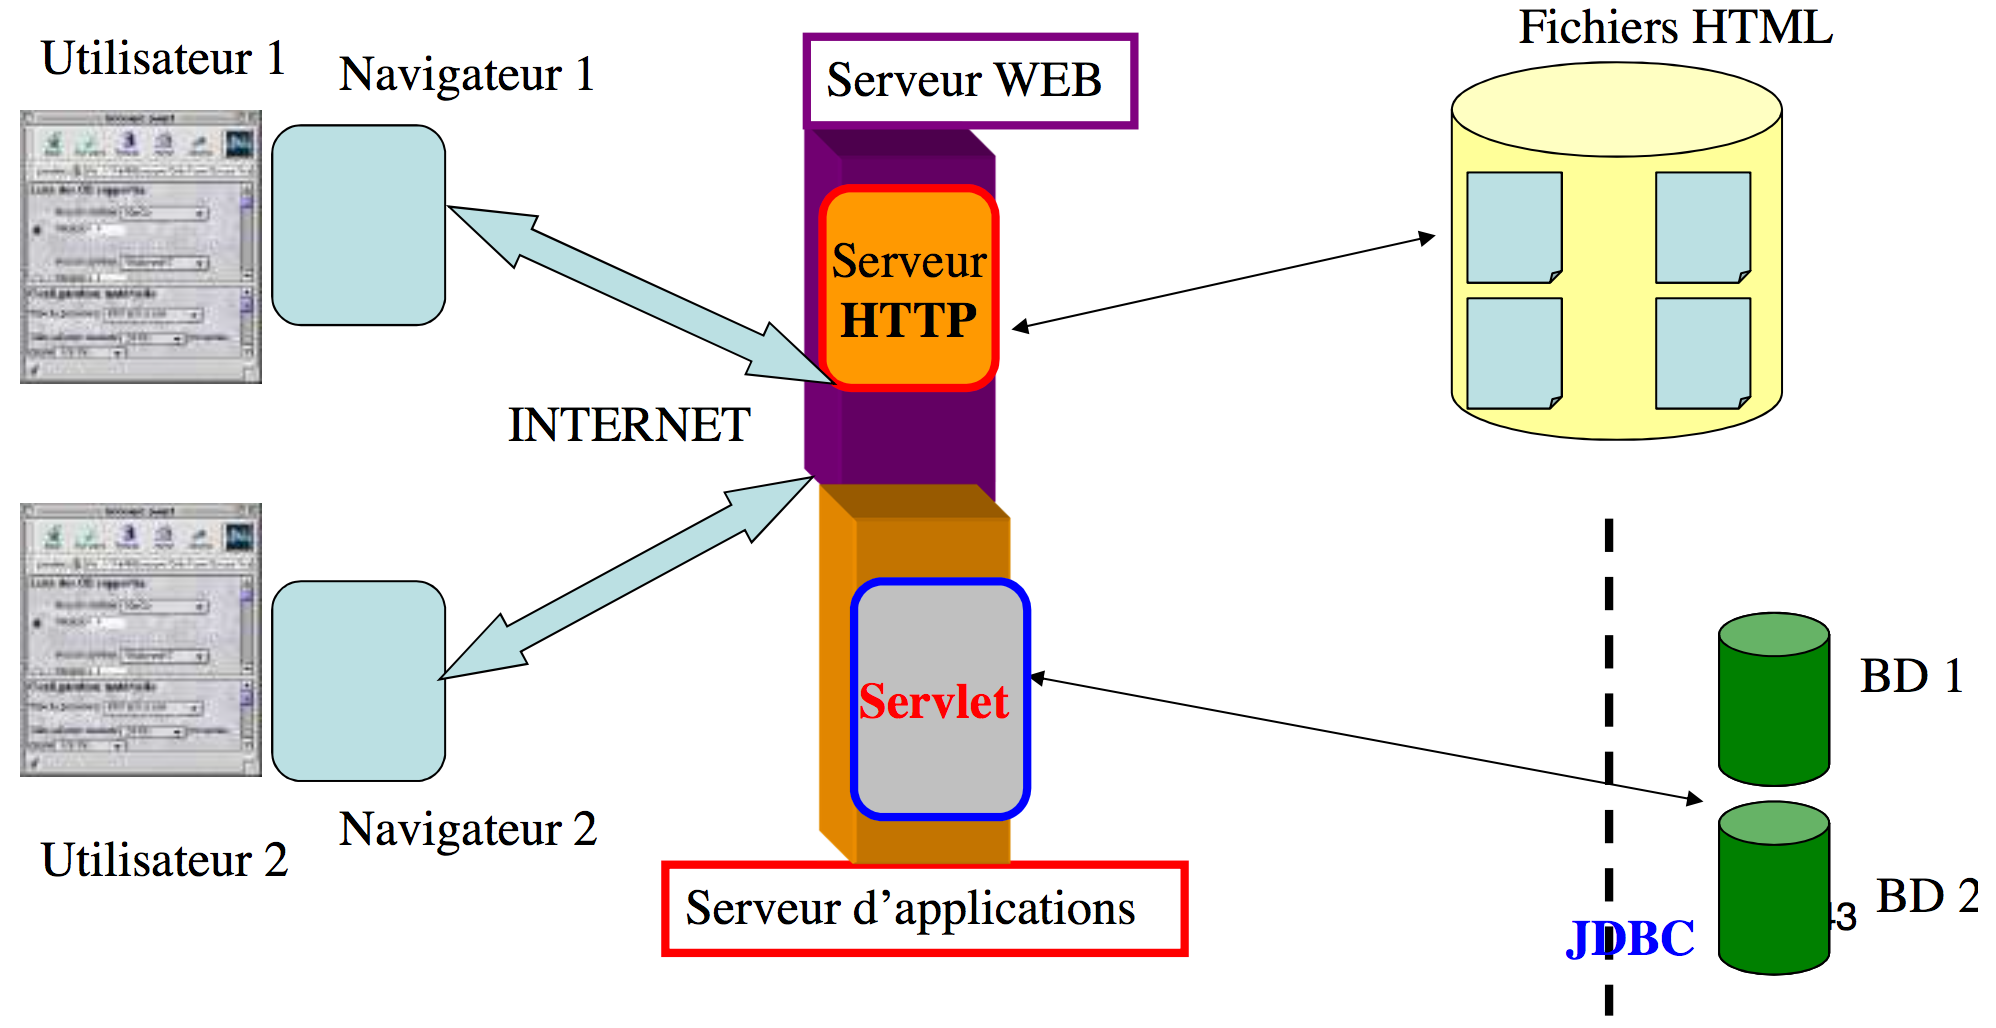 Fichiers HTML
Utilisateur 1
Navigateur 1
Serveur WEB
Serveur
HTTP
INTERNET
Servlet
BD 1
Navigateur 2
Utilisateur 2
Serveur d’applications
BD 2
JDBC